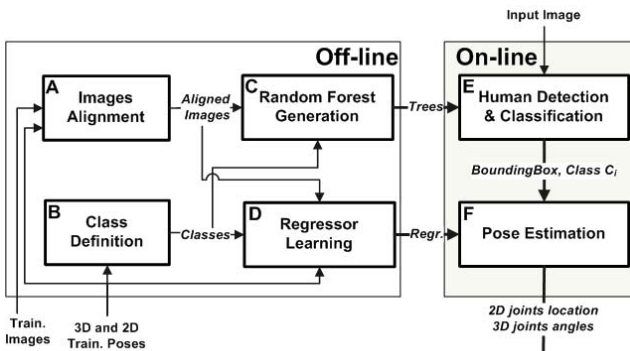 Input Image
Off-line
On-line
A
Images
Alignment
Aligned
Images
C
Random Forest
Generation
Trees
E
Human Detection
& Classification
BoundingBox, Class Ci
B
Class
Definition
Classes
D
Regressor
Learning
Regr.
F
Pose Estimation
Train.
Images
3D and 2D
Train. Poses
2D joints location
3D joints angles